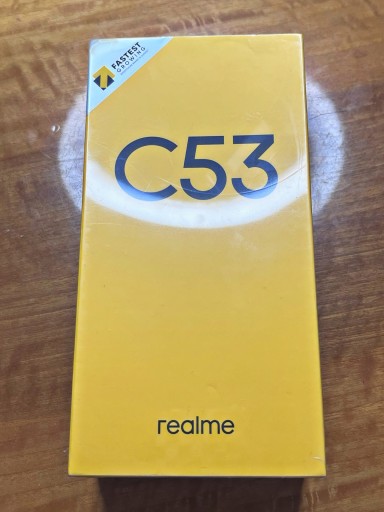 FASTEST
GROWING
C53
realme